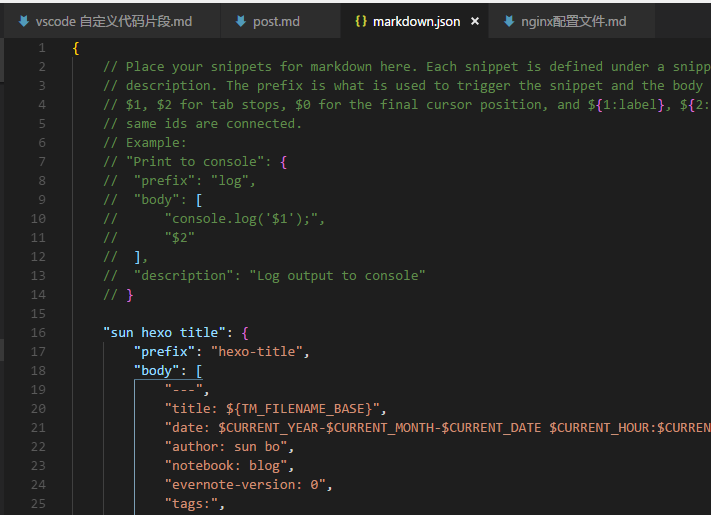 vscode 自定义代码片段.md post.md {} markdown.json × nginx配置文件.md
1 {
2 // Place your snippets for markdown here. Each snippet is defined under a snipp
3 // description. The prefix is what is used to trigger the snippet and the body
4 // $1, $2 for tab stops, $0 for the final cursor position, and ${1:label}, ${2:
5 // same ids are connected.
6 // Example:
7 // "Print to console": {
8 // "prefix": "log",
9 // "body": [
10 // "console.log('$1');",
11 // "$2"
12 // ],
13 // "description": "Log output to console"
14 // }
15
16 "sun hexo title": {
17 "prefix": "hexo-title",
18 "body": [
19 "---",
20 "title: ${TM_FILENAME_BASE}",
21 "date: $CURRENT_YEAR-$CURRENT_MONTH-$CURRENT_DATE $CURRENT_HOUR:$CURREN
22 "author: sun bo",
23 "notebook: blog",
24 "evernote-version: 0",
25 "tags:",